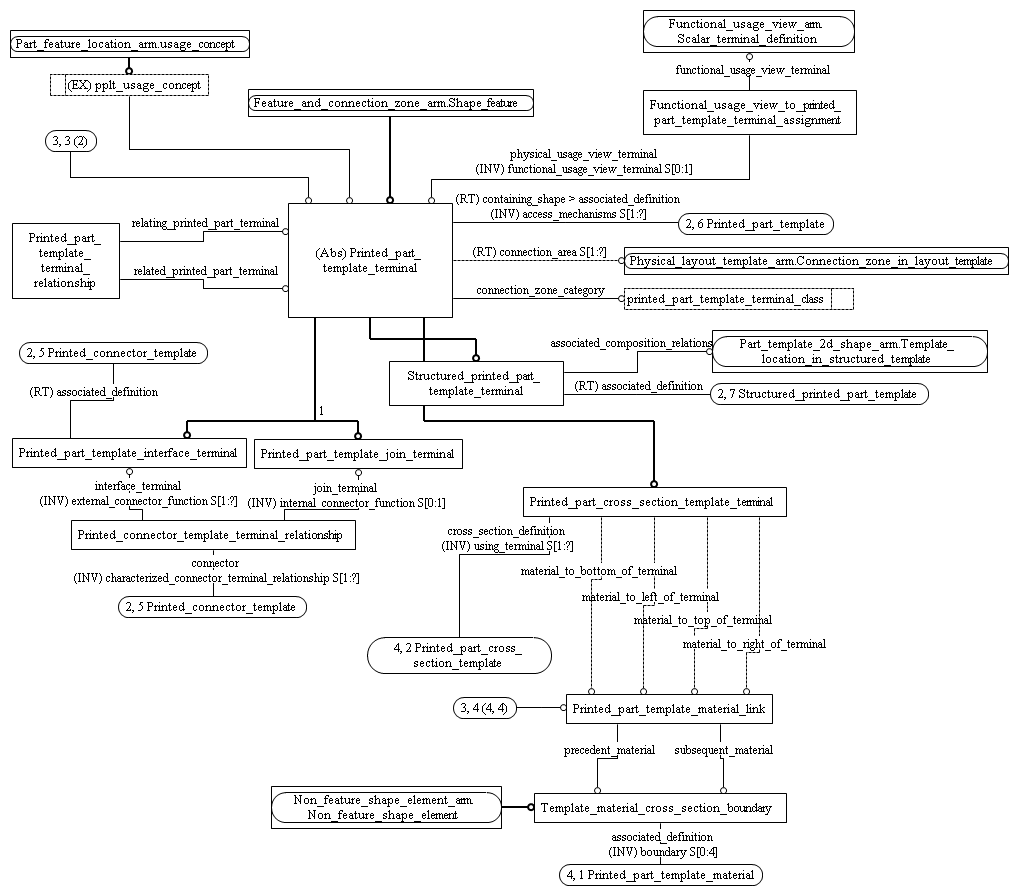 Part_feature_location_arm.usage_concept
(EX) pplt_usage_concept
Functional_usage_view_arm.
Scalar_terminal_definition
functional_usage_view_terminal
Feature_and_connection_zone_arm.Shape_feature
Functional_usage_view_to_printed_
part_template_terminal_assignment
3, 3 (2)
physical_usage_view_terminal
(INV) functional_usage_view_terminal S[0:1]
(RT) containing_shape > associated_definition
(INV) access_mechanisms S[1:?]
2, 6 Printed_part_template
relating_printed_part_terminal
Printed_part_
template_
terminal_
relationship
related_printed_part_terminal
(Abs) Printed_part_
template_terminal
(RT) connection_area S[1:?]
Physical_layout_template_arm.Connection_zone_in_layout_template
connection_zone_category
printed_part_template_terminal_class
2, 5 Printed_connector_template
(RT) associated_definition
associated_composition_relations
Part_template_2d_shape_arm.Template_
location_in_structured_template
Structured_printed_part_
template_terminal
(RT) associated_definition
2, 7 Structured_printed_part_template
1
Printed_part_template_interface_terminal
Printed_part_template_join_terminal
interface_terminal
(INV) external_connector_function S[1:?]
join_terminal
(INV) internal_connector_function S[0:1]
Printed_part_cross_section_template_terminal
Printed_connector_template_terminal_relationship
cross_section_definition
(INV) using_terminal S[1:?]
connector
(INV) characterized_connector_terminal_relationship S[1:?]
2, 5 Printed_connector_template
material_to_bottom_of_terminal
material_to_left_of_terminal
material_to_top_of_terminal
material_to_right_of_terminal
4, 2 Printed_part_cross_
section_template
3, 4 (4, 4)
Printed_part_template_material_link
precedent_material
subsequent_material
Non_feature_shape_element_arm.
Non_feature_shape_element
Template_material_cross_section_boundary
associated_definition
(INV) boundary S[0:4]
4, 1 Printed_part_template_material